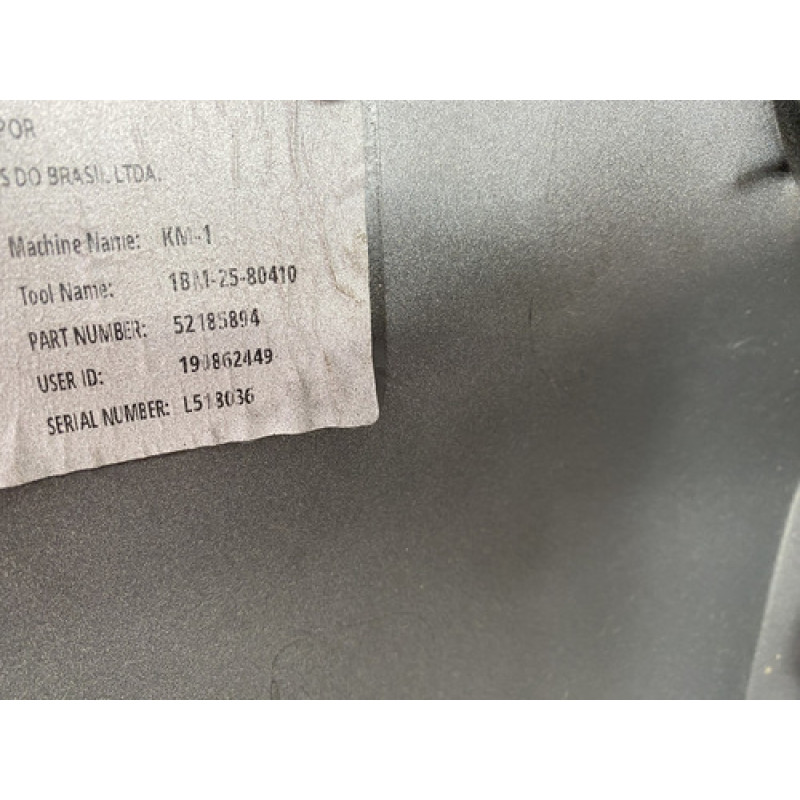 POR
S DO BRASIL LTDA.
Machine Name: KM-1
Tool Name: 1BM-25-80410
PART NUMBER: 52185894
USER ID: 190862449
SERIAL NUMBER: L513036